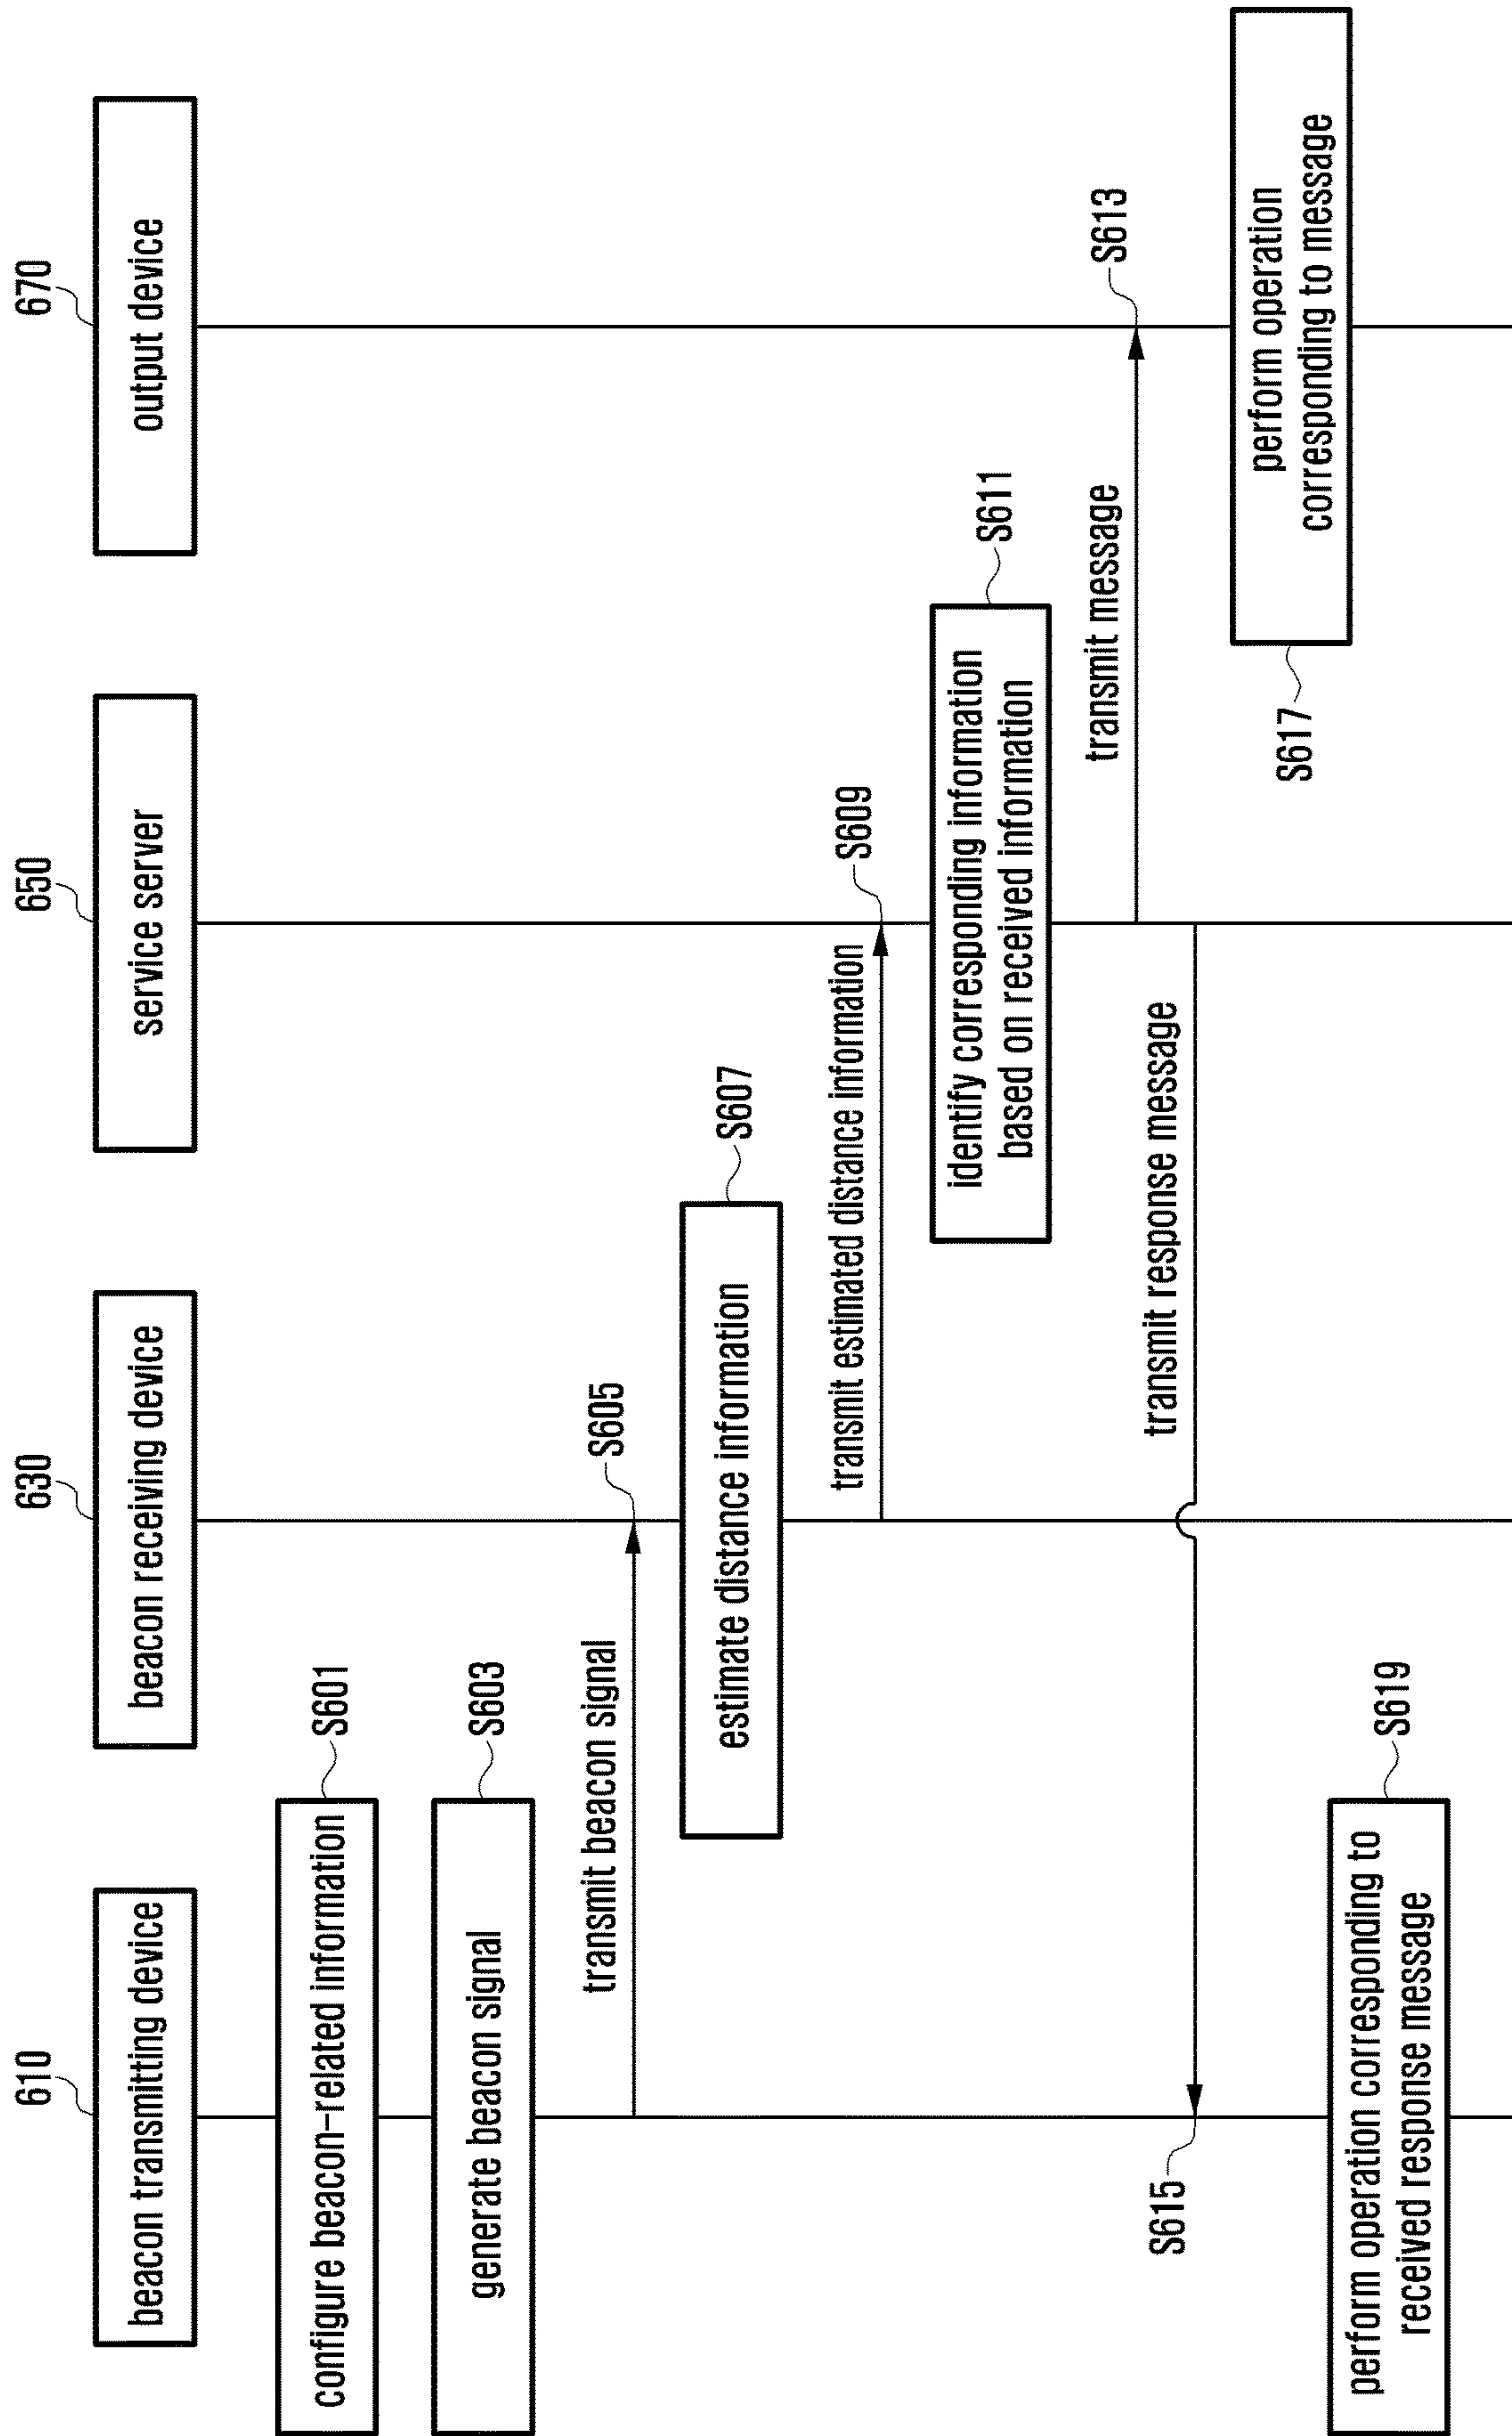 610
630
650
670
beacon transmitting device
beacon receiving device
service server
output device
configure beacon-related information
S601
generate beacon signal
S603
transmit beacon signal
S605
estimate distance information
S607
transmit estimated distance information
S609
identify corresponding information
based on received information
S611
transmit message
S613
transmit response message
S615
perform operation
corresponding to message
S617
perform operation corresponding to
received response message
S619